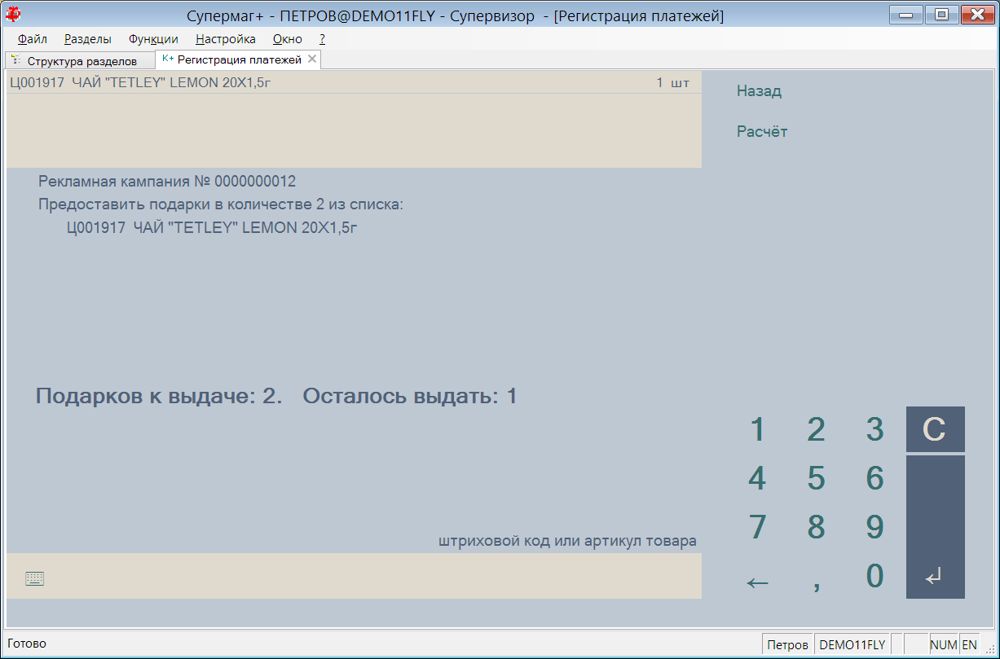 Супермаг+ - ПЕТРОВ@DEMO11FLY - Супервизор - [Регистрация платежей]
Файл Разделы Функции Настройка Окно ?
Структура разделов К+ Регистрация платежей
Ц001917 ЧАЙ "TETLEY" LEMON 20X1,5г 1 шт
Назад
Расчёт
Рекламная кампания № 0000000012
Предоставить подарки в количестве 2 из списка:
Ц001917 ЧАЙ "TETLEY" LEMON 20X1,5г
Подарков к выдаче: 2. Осталось выдать: 1
1 2 3 C
4 5 6
7 8 9
← , 0 ↵
штриховой код или артикул товара
Готово Петров DEMO11FLY NUM EN